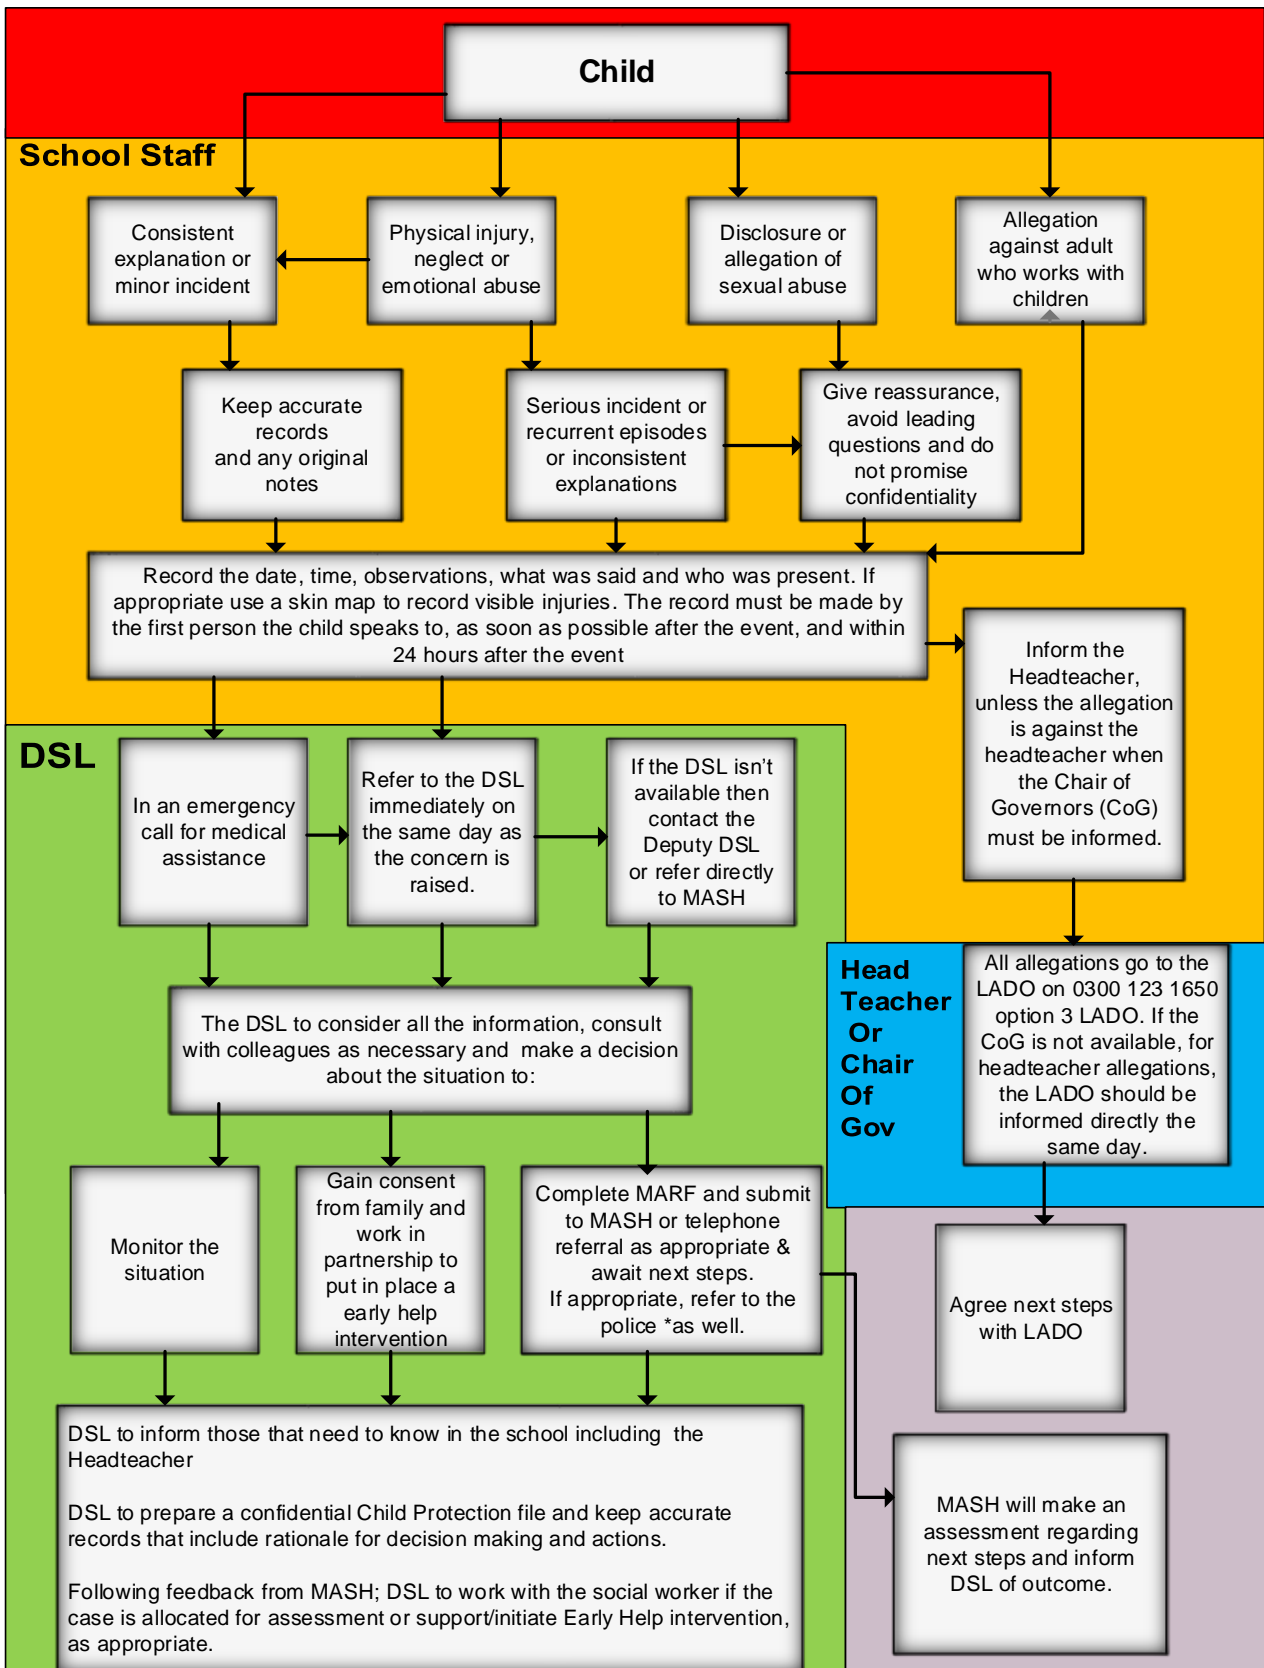 Child
School Staff
Consistent
explanation or
minor incident
Physical injury,
neglect or
emotional abuse
Disclosure or
allegation of
sexual abuse
Allegation
against adult
who works with
children
Keep accurate
records
and any original
notes
Serious incident or
recurrent episodes
or inconsistent
explanations
Give reassurance,
avoid leading
questions and do
not promise
confidentiality
Record the date, time, observations, what was said and who was present. If
appropriate use a skin map to record visible injuries. The record must be made by
the first person the child speaks to, as soon as possible after the event, and within
24 hours after the event
Inform the
Headteacher,
unless the allegation
is against the
headteacher when
the Chair of
Governors (CoG)
must be informed.
DSL
In an emergency
call for medical
assistance
Refer to the DSL
immediately on
the same day as
the concern is
raised.
If the DSL isn't
available then
contact the
Deputy DSL
or refer directly
to MASH
Head
Teacher
Or
Chair
Of
Gov
All allegations go to the
LADO on 0300 123 1650
option 3 LADO. If the
CoG is not available, for
headteacher allegations,
the LADO should be
informed directly the
same day.
The DSL to consider all the information, consult
with colleagues as necessary and make a decision
about the situation to:
Monitor the
situation
Gain consent
from family and
work in
partnership to
put in place a
early help
intervention
Complete MARF and submit
to MASH or telephone
referral as appropriate &
await next steps.
If appropriate, refer to the
police *as well.
Agree next steps
with LADO
DSL to inform those that need to know in the school including the
Headteacher
DSL to prepare a confidential Child Protection file and keep accurate
records that include rationale for decision making and actions.
Following feedback from MASH; DSL to work with the social worker if the
case is allocated for assessment or support/initiate Early Help intervention,
as appropriate.
MASH will make an
assessment regarding
next steps and inform
DSL of outcome.